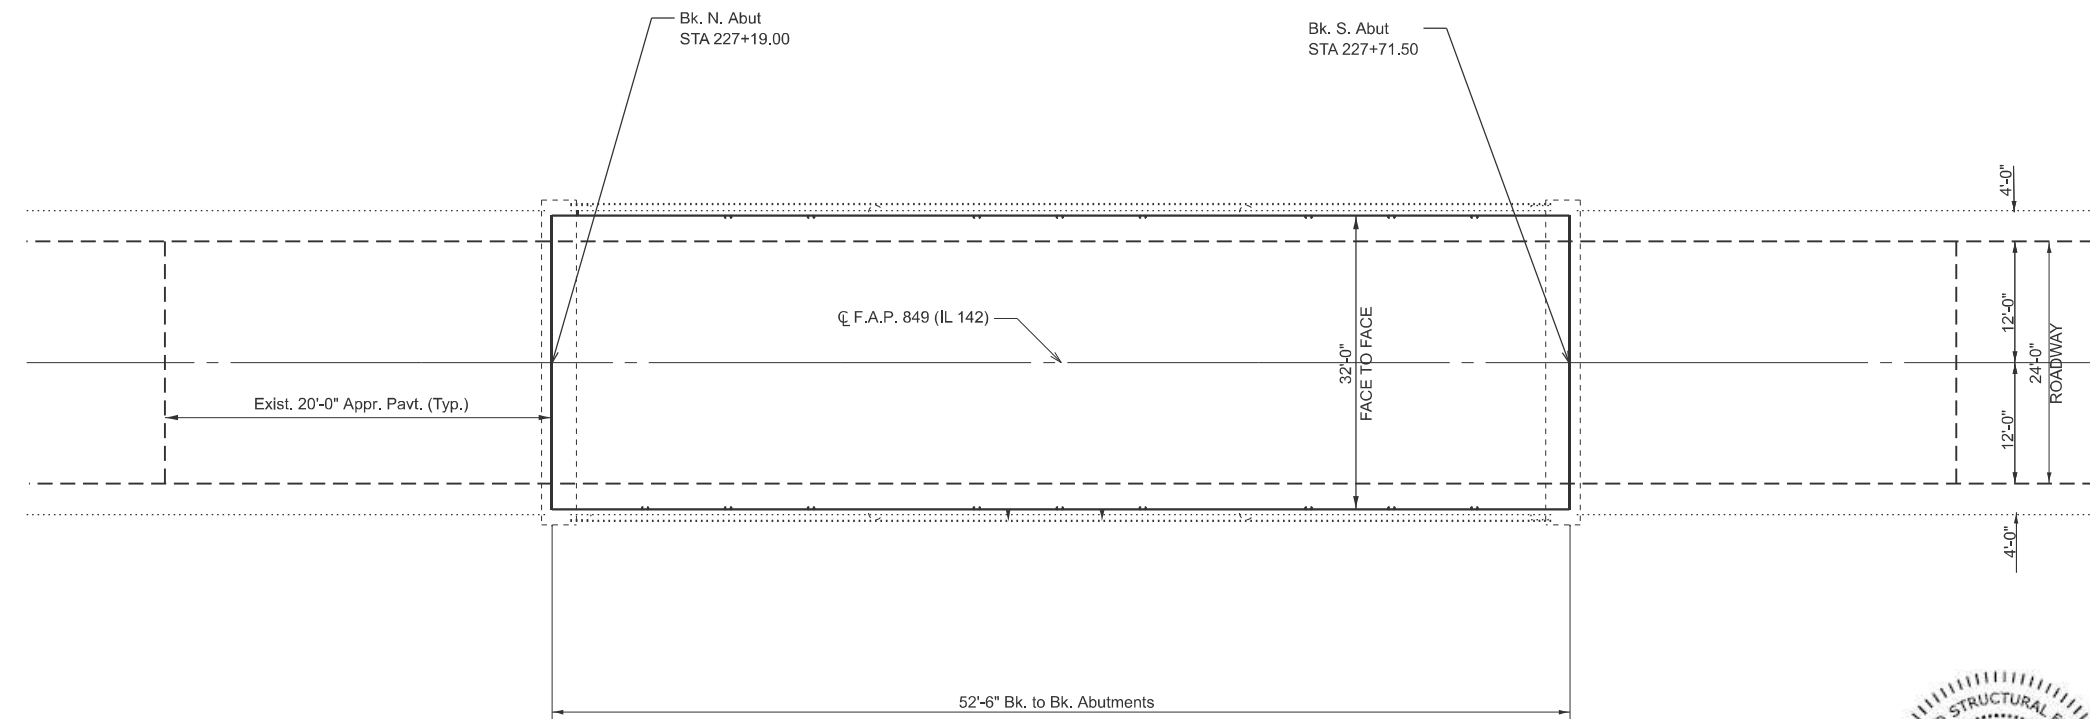 Bk. N. Abut
STA 227+19.00
Bk. S. Abut
STA 227+71.50
4'-0"
℄ F.A.P. 849 (IL 142)
32'-0"
FACE TO FACE
12'-0"
24'-0"
ROADWAY
12'-0"
Exist. 20'-0" Appr. Pavt. (Typ.)
4'-0"
52'-6" Bk. to Bk. Abutments
STRUCTURAL